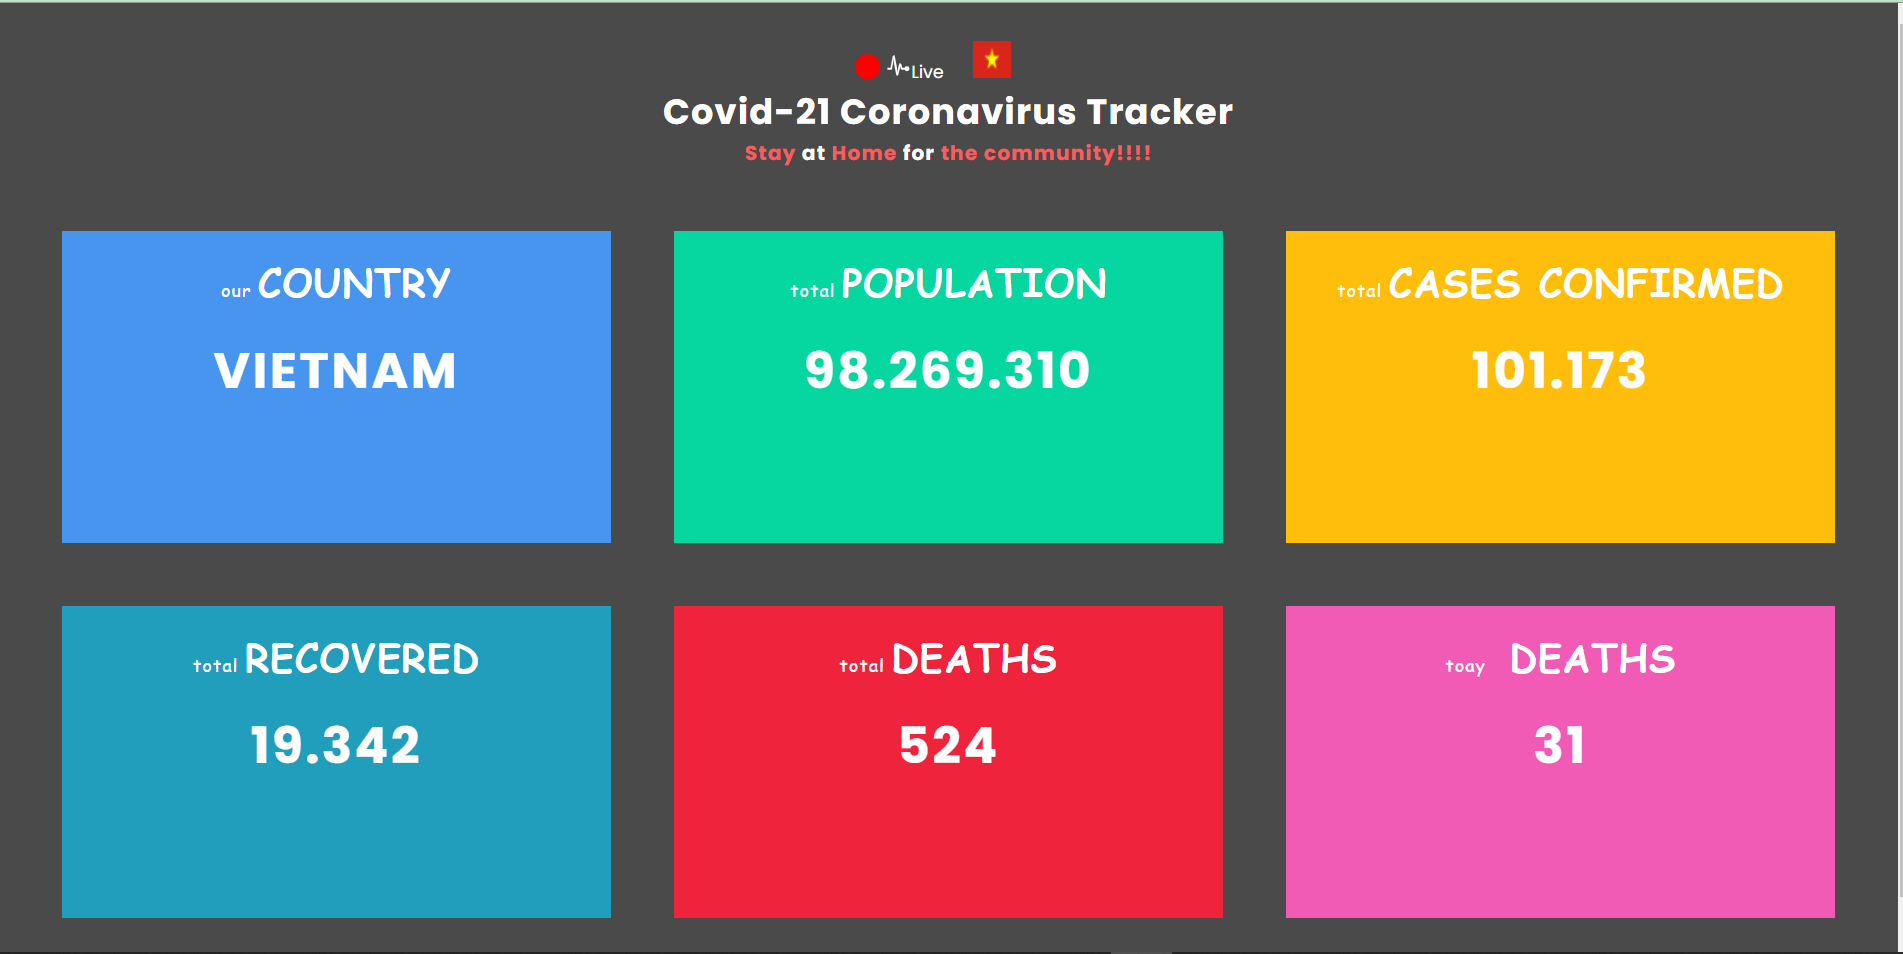 Live
Covid-21 Coronavirus Tracker
Stay at Home for the community!!!!
our COUNTRY
VIETNAM
total POPULATION
98.269.310
total CASES CONFIRMED
101.173
total RECOVERED
19.342
total DEATHS
524
toay DEATHS
31